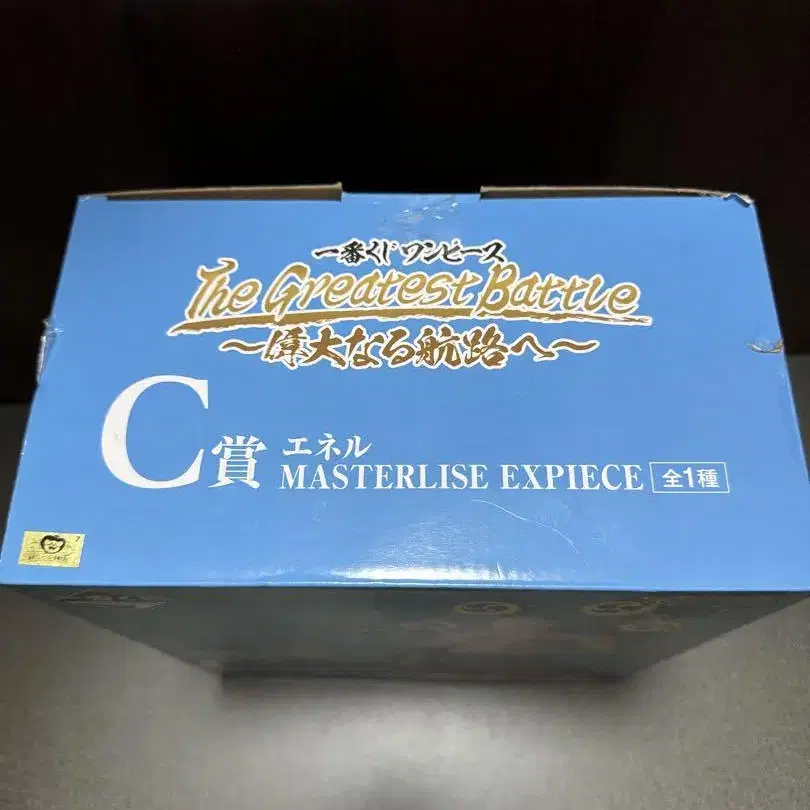 一番くじ ワンピース
The Greatest Battle
～偉大なる航路へ～
C賞
エネル
MASTERLISE EXPIECE 全1種